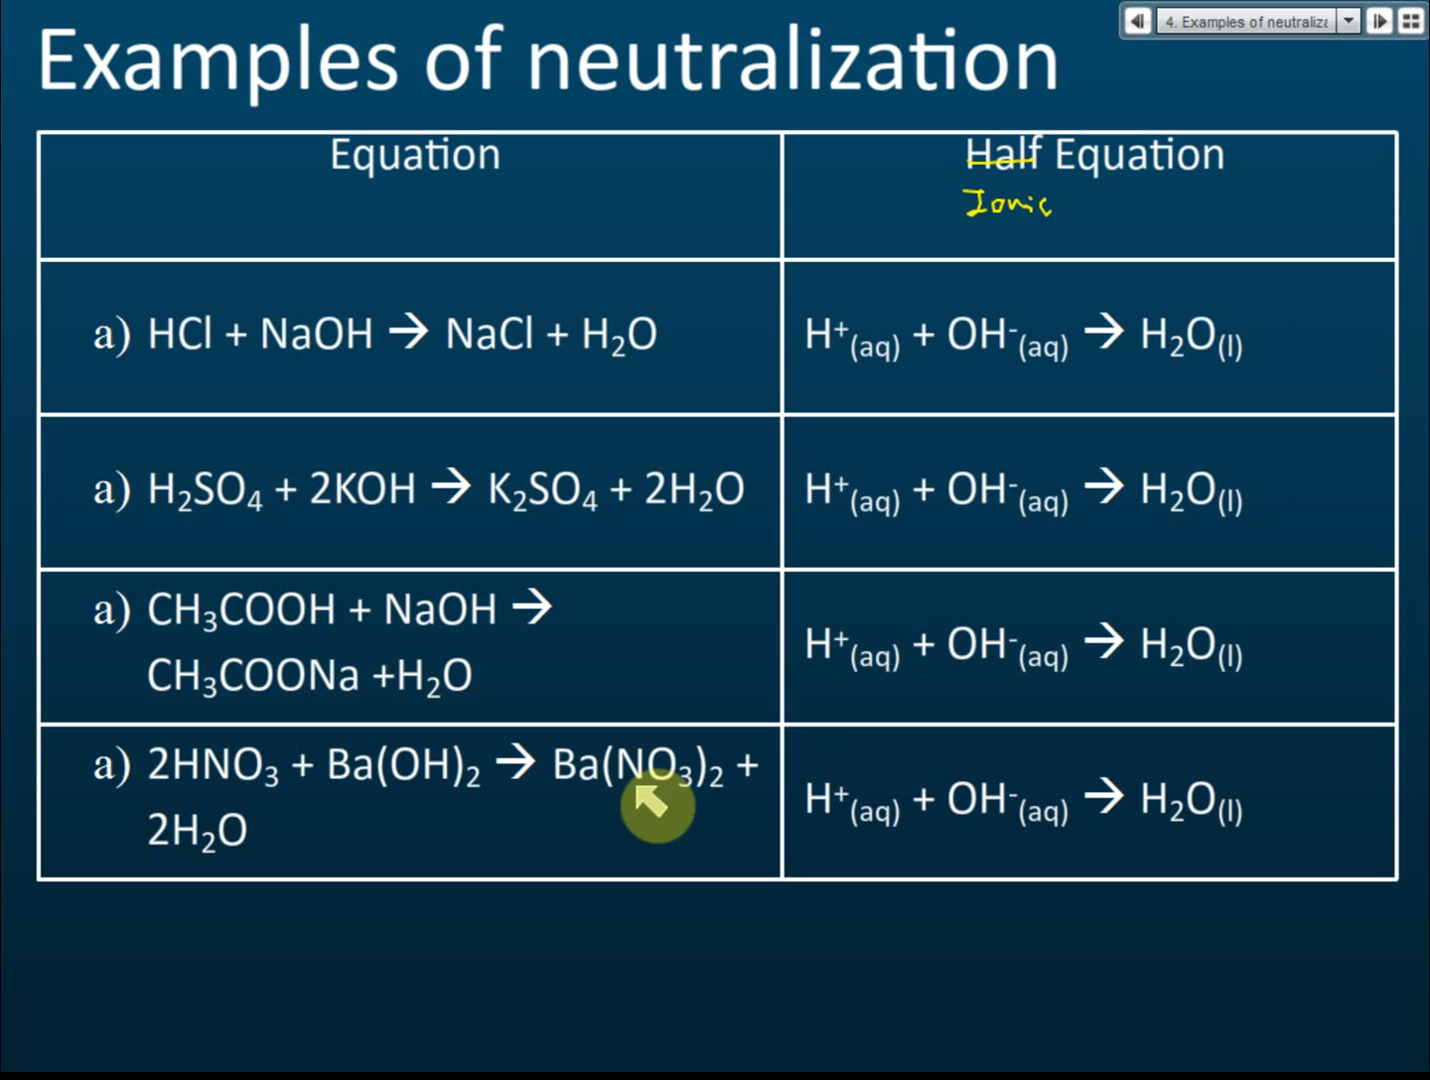 4. Examples of neutraliza
Examples of neutralization
Equation
Half Equation
Ionic
a) HCl + NaOH → NaCl + H₂O
H⁺(aq) + OH⁻(aq) → H₂O(l)
a) H₂SO₄ + 2KOH → K₂SO₄ + 2H₂O
H⁺(aq) + OH⁻(aq) → H₂O(l)
a) CH₃COOH + NaOH →
CH₃COONa +H₂O
H⁺(aq) + OH⁻(aq) → H₂O(l)
a) 2HNO₃ + Ba(OH)₂ → Ba(NO₃)₂ +
2H₂O
H⁺(aq) + OH⁻(aq) → H₂O(l)